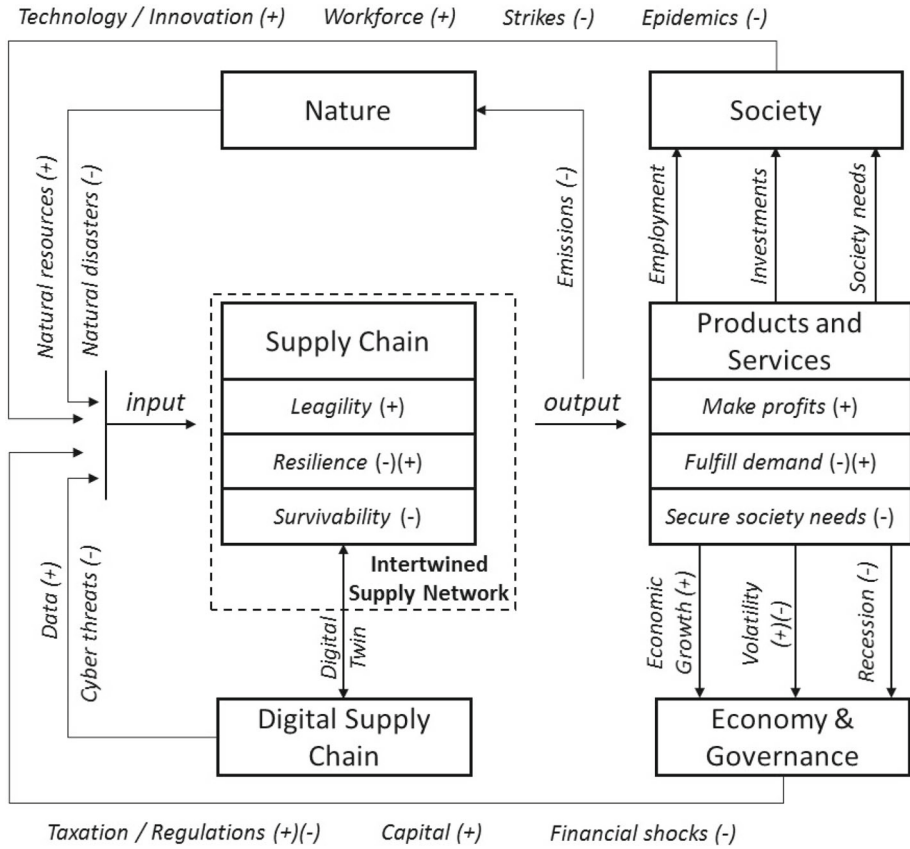 Technology / Innovation (+) Workforce (+) Strikes (-) Epidemics (-)
Nature
Society
Natural resources (+)
Natural disasters (-)
Emissions (-)
Employment
Investments
Society needs
Supply Chain
Leagility (+)
Resilience (-)(+)
Survivability (-)
input
output
Products and
Services
Make profits (+)
Fulfill demand (-)(+)
Secure society needs (-)
Intertwined
Supply Network
Data (+)
Cyber threats (-)
Digital
Twin
Economic
Growth (+)
Volatility
(+)(-)
Recession (-)
Digital Supply
Chain
Economy &
Governance
Taxation / Regulations (+)(-) Capital (+) Financial shocks (-)